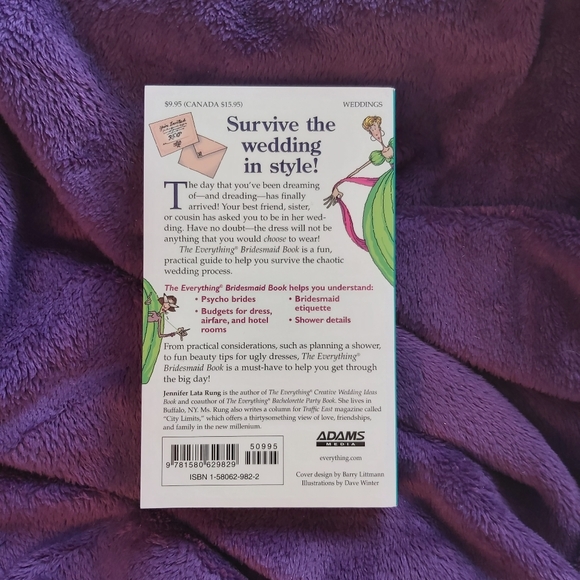 $9.95 (CANADA $15.95) WEDDINGS
Survive the
wedding
in style!
The day that you've been dreaming
of—and dreading—has finally
arrived! Your best friend, sister,
or cousin has asked you to be in her wed-
ding. Have no doubt—the dress will not be
anything that you would choose to wear!
The Everything® Bridesmaid Book is a fun,
practical guide to help you survive the chaotic
wedding process.
The Everything® Bridesmaid Book helps you understand:
• Psycho brides
• Budgets for dress,
airfare, and hotel
rooms
• Bridesmaid
etiquette
• Shower details
From practical considerations, such as planning a shower,
to fun beauty tips for ugly dresses, The Everything®
Bridesmaid Book is a must-have to help you get through
the big day!
Jennifer Lata Rung is the author of The Everything® Creative Wedding Ideas
Book and coauthor of The Everything® Bachelorette Party Book. She lives in
Buffalo, NY. Ms. Rung also writes a column for Traffic East magazine called
"City Limits," which offers a thirtysomething view of love, friendships,
and family in the new millenium.
50995
9 781580 629829
ISBN 1-58062-982-2
ADAMS
MEDIA
everything.com
Cover design by Barry Littmann
Illustrations by Dave Winter